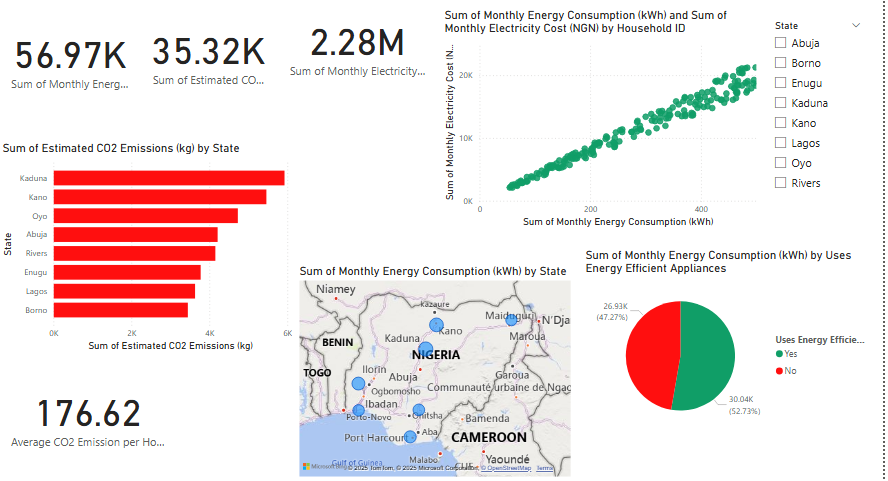 56.97K
Sum of Monthly Energ...
35.32K
Sum of Estimated CO...
2.28M
Sum of Monthly Electricity...
Sum of Monthly Energy Consumption (kWh) and Sum of
Monthly Electricity Cost (NGN) by Household ID
Sum of Monthly Electricity Cost (N...
20K
10K
0K
0
200
400
Sum of Monthly Energy Consumption (kWh)
State
Abuja
Borno
Enugu
Kaduna
Kano
Lagos
Oyo
Rivers
Sum of Estimated CO2 Emissions (kg) by State
State
Kaduna
Kano
Oyo
Abuja
Rivers
Enugu
Lagos
Borno
0K
2K
4K
6K
Sum of Estimated CO2 Emissions (kg)
176.62
Average CO2 Emission per Ho...
Sum of Monthly Energy Consumption (kWh) by State
Niamey
kazaure
Kano
Maiduguri
N'Dja
Kaduna
Maroua
BENIN
NIGERIA
TOGO
Ilorin
Abuja
Garoua
Ogbomosho
Communauté urbaine de Ngao
Ibadan
Porto-Novo
Onitsha
Bamenda
Port Harcourt
Aba
CAMEROON
Malabo
Yaoundé
Gulf of Guinea
Microsoft
© 2025 TomTom, © 2025 Microsoft Corporation, © OpenStreetMap Terms
Sum of Monthly Energy Consumption (kWh) by Uses
Energy Efficient Appliances
26.93K
(47.27%)
30.04K
(52.73%)
Uses Energy Efficie...
Yes
No